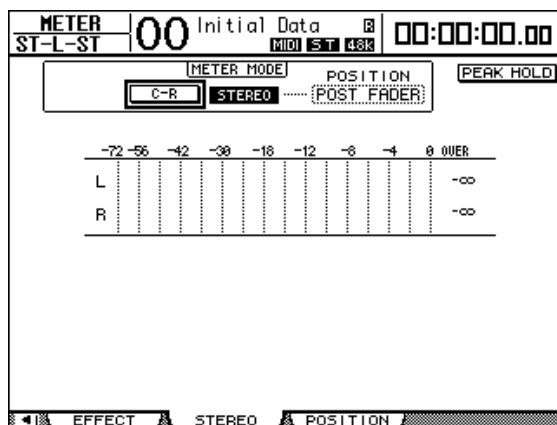 METER
ST-L-ST
00
Initial Data
MIDI ST 48K
00:00:00.00
METER MODE
POSITION
PEAK HOLD
C-R
STEREO
POST FADER
-72 -56 -42 -30 -18 -12 -8 -4 0 OVER
L -∞
R -∞
EFFECT
STEREO
POSITION